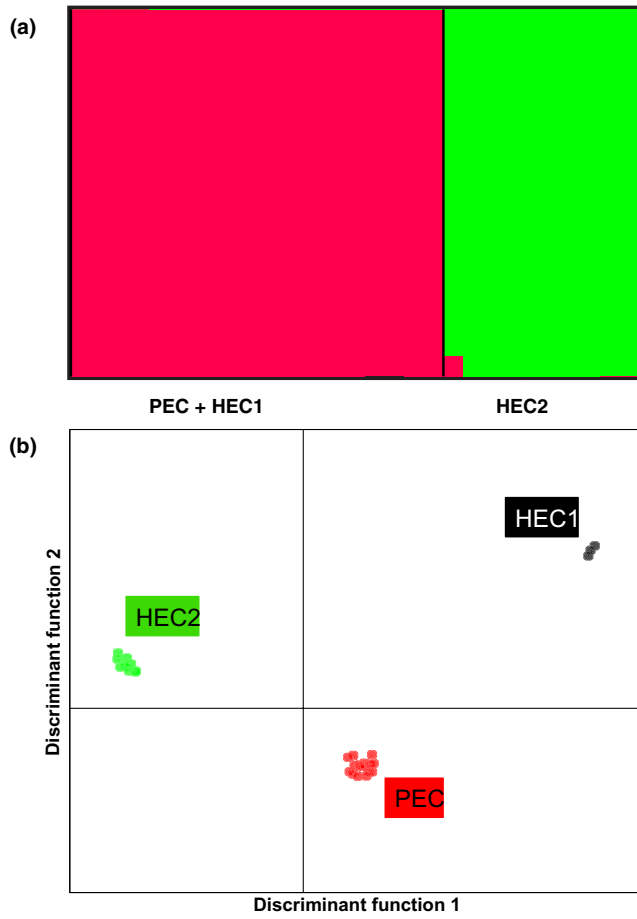 (a)
PEC + HEC1 HEC2
(b)
HEC1
HEC2
PEC
Discriminant function 2
Discriminant function 1